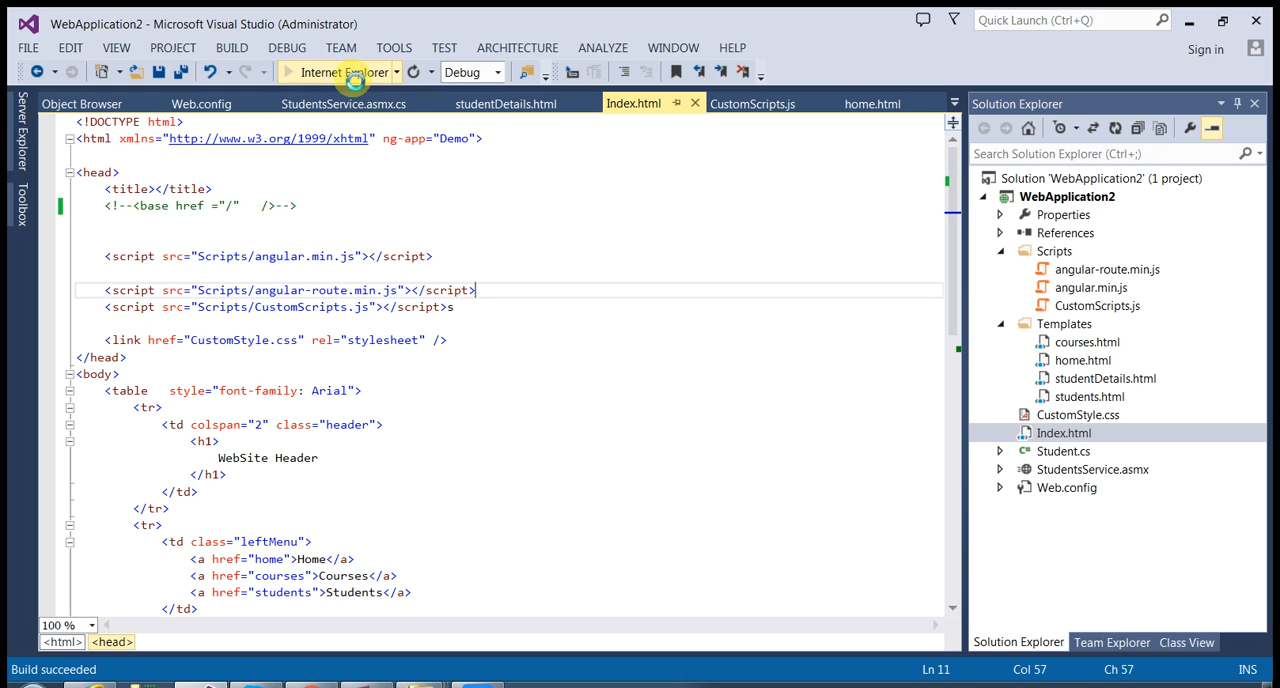 WebApplication2 - Microsoft Visual Studio (Administrator)
Quick Launch (Ctrl+Q)
FILE EDIT VIEW PROJECT BUILD DEBUG TEAM TOOLS TEST ARCHITECTURE ANALYZE WINDOW HELP
Sign in
Internet Explorer
Debug
Server Explorer
Toolbox
Object Browser Web.config StudentsService.asmx.cs studentDetails.html Index.html CustomScripts.js home.html
<!DOCTYPE html>
<html xmlns="http://www.w3.org/1999/xhtml" ng-app="Demo">
<head>
<title></title>
<!--<base href ="/"   />-->
<script src="Scripts/angular.min.js"></script>
<script src="Scripts/angular-route.min.js"></script>
<script src="Scripts/CustomScripts.js"></script>s
<link href="CustomStyle.css" rel="stylesheet" />
</head>
<body>
<table   style="font-family: Arial">
<tr>
<td colspan="2" class="header">
<h1>
WebSite Header
</h1>
</td>
</tr>
<tr>
<td class="leftMenu">
<a href="home">Home</a>
<a href="courses">Courses</a>
<a href="students">Students</a>
</td>
100 %
<html> <head>
Solution Explorer
Search Solution Explorer (Ctrl+;)
Solution 'WebApplication2' (1 project)
WebApplication2
Properties
References
Scripts
angular-route.min.js
angular.min.js
CustomScripts.js
Templates
courses.html
home.html
studentDetails.html
students.html
CustomStyle.css
Index.html
Student.cs
StudentsService.asmx
Web.config
Solution Explorer Team Explorer Class View
Build succeeded
Ln 11 Col 57 Ch 57 INS